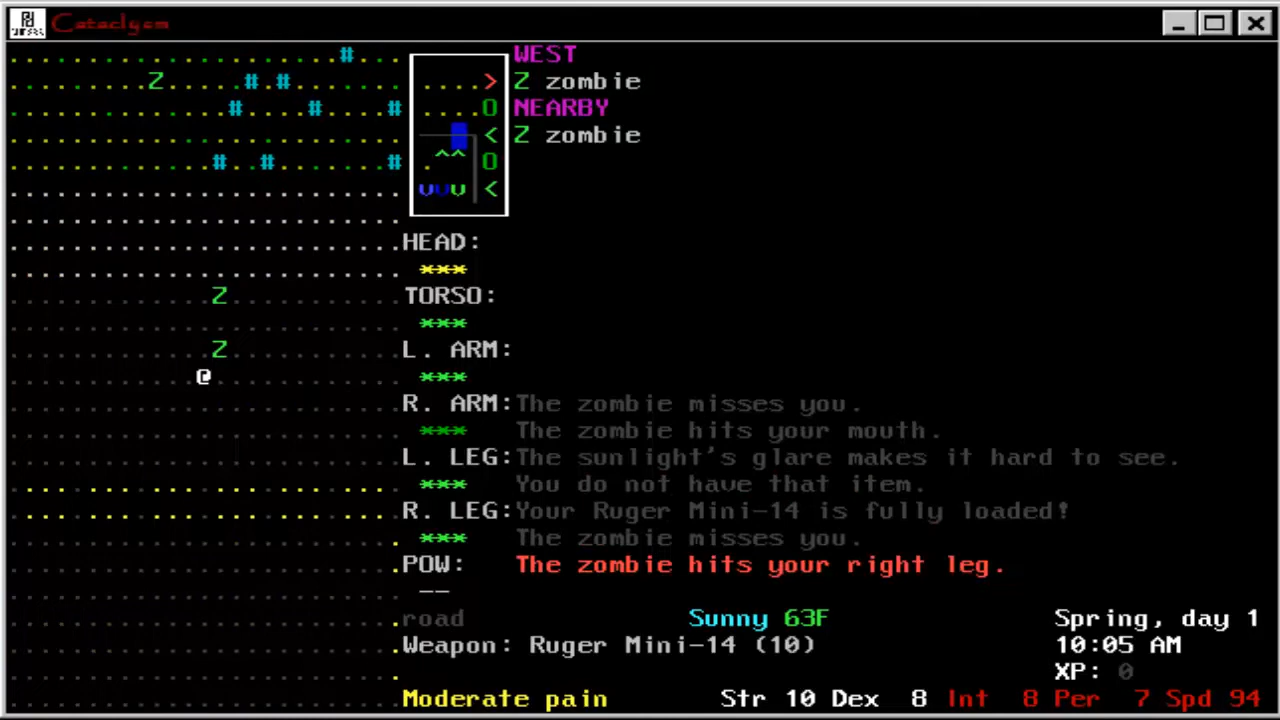 Cataclysm
WEST
Z zombie
NEARBY
Z zombie
HEAD:
***
TORSO:
***
L. ARM:
***
R. ARM: The zombie misses you.
*** The zombie hits your mouth.
L. LEG: The sunlight's glare makes it hard to see.
*** You do not have that item.
R. LEG: Your Ruger Mini-14 is fully loaded!
*** The zombie misses you.
POW: The zombie hits your right leg.
--
road Sunny 63F Spring, day 1
Weapon: Ruger Mini-14 (10) 10:05 AM
XP: 0
Moderate pain Str 10 Dex 8 Int 8 Per 7 Spd 94